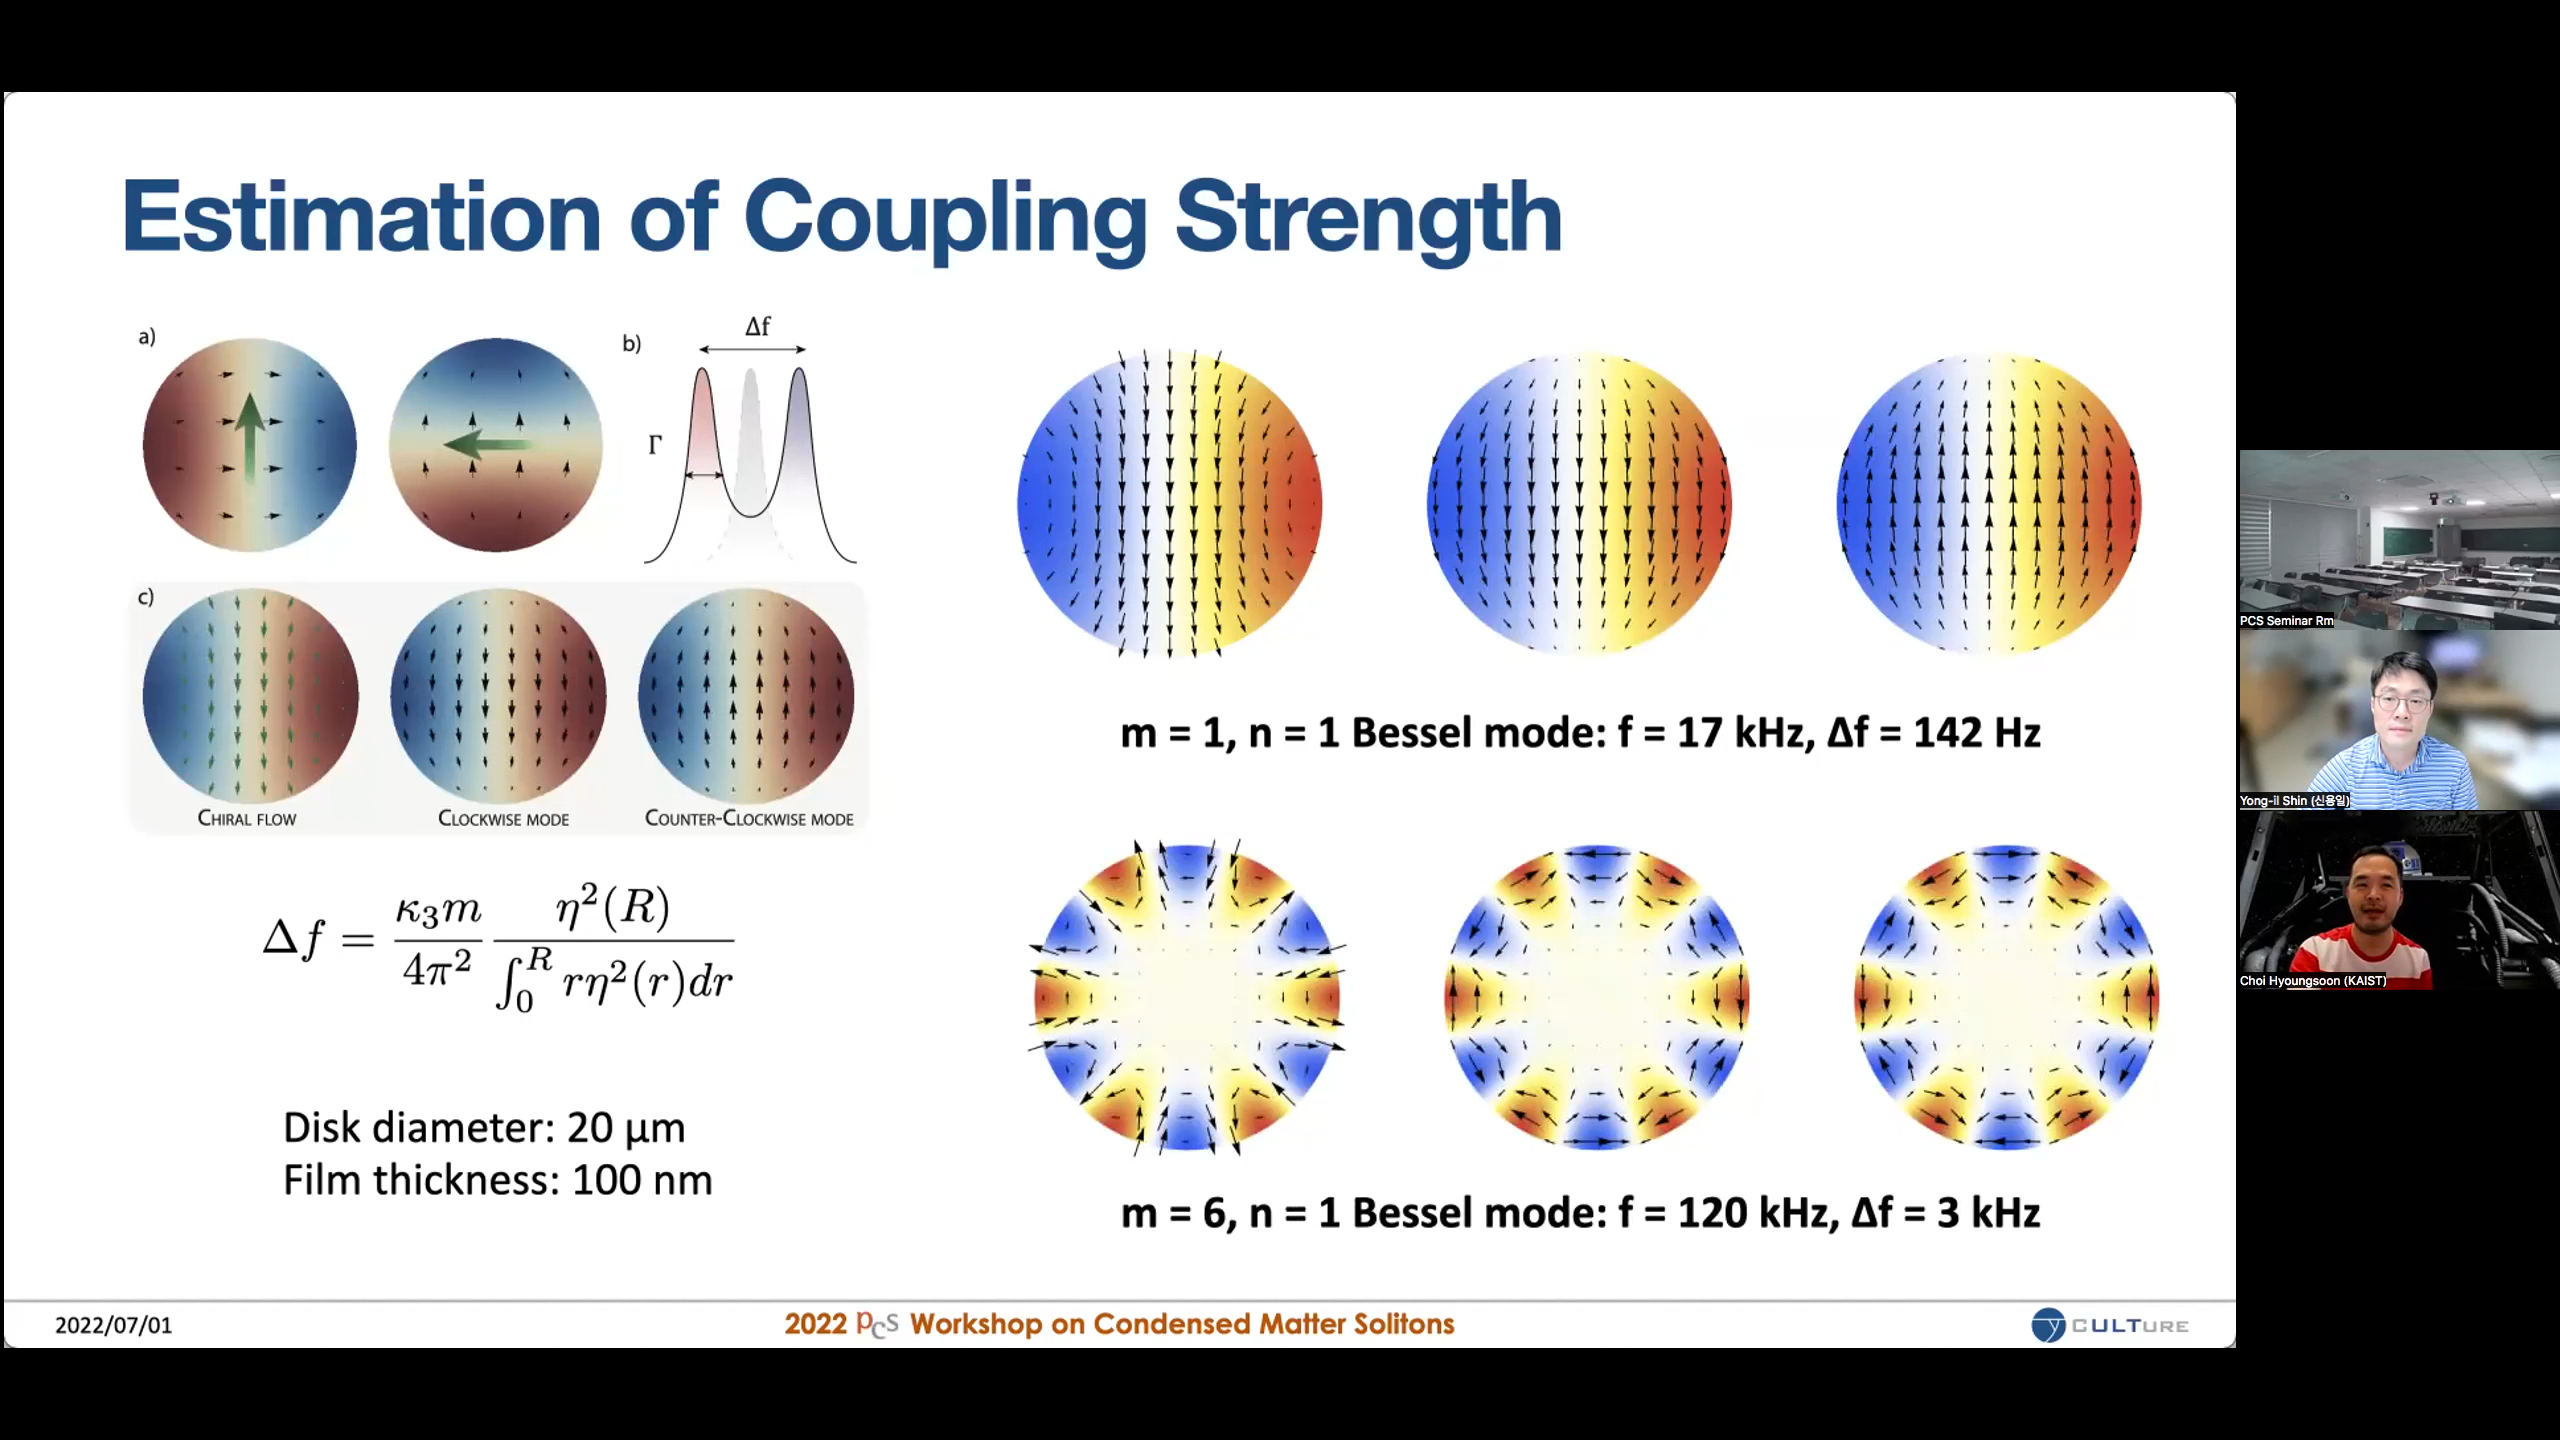 Estimation of Coupling Strength
a)
b)
Δf
Γ
c)
CHIRAL FLOW
CLOCKWISE MODE
COUNTER-CLOCKWISE MODE
Δf = κ₃m/4π² η²(R)/∫₀ᴿ rη²(r)dr
Disk diameter: 20 μm
Film thickness: 100 nm
m = 1, n = 1 Bessel mode: f = 17 kHz, Δf = 142 Hz
m = 6, n = 1 Bessel mode: f = 120 kHz, Δf = 3 kHz
2022/07/01
2022 PCS Workshop on Condensed Matter Solitons
CULTURE
PCS Seminar Rm
Yong-il Shin (신용일)
Choi Hyoungsoon (KAIST)